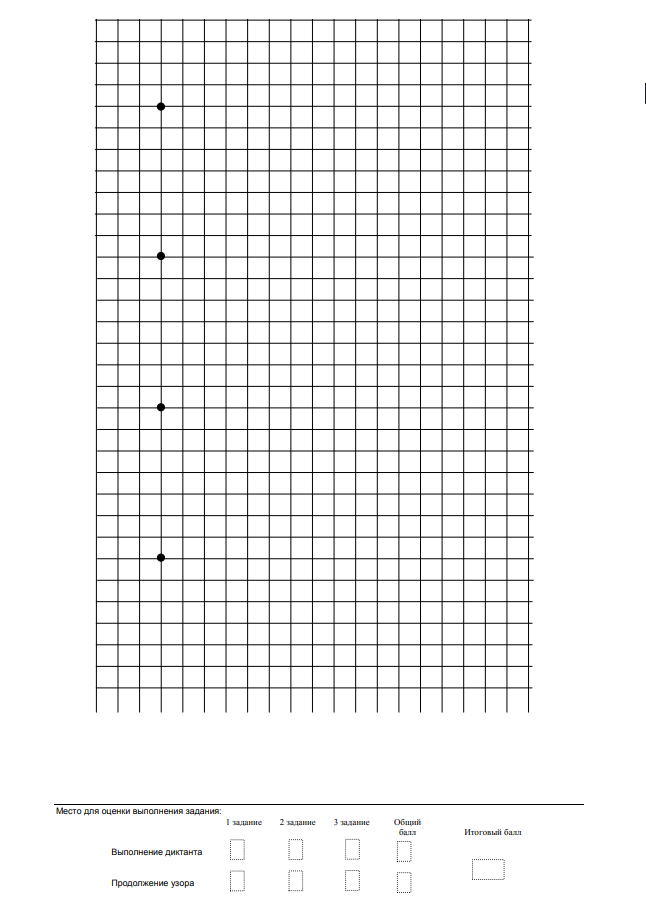 Место для оценки выполнения задания:
1 задание 2 задание 3 задание Общий балл Итоговый балл
Выполнение диктанта
Продолжение узора